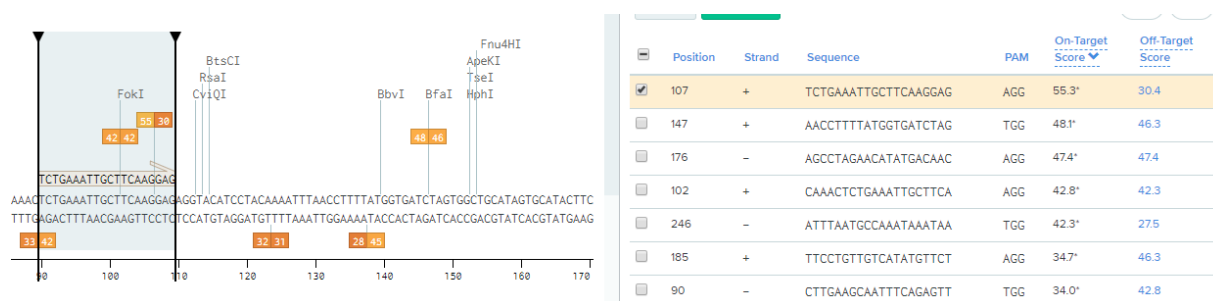 Fnu4HI
BtsCI ApeKI
RsaI TseI
FokI CviQI BbvI BfaI HphI
55 30
42 42 48 46
TCTGAAATTGCTTCAAGGAG
AAACTCTGAAATTGCTTCAAGGAGAGGTACATCCTACAAAATTTAACCTTTTATGGTGATCTAGTGGCTGCATAGTGCATACTTC
TTTGAGACTTTAACGAAGTTCCTCTCCATGTAGGATGTTTTAAATTGGAAAATACCACTAGATCACCGACGTATCACGTATGAAG
33 42 32 31 28 45
90 100 110 120 130 140 150 160 170
Position Strand Sequence PAM On-Target Score Off-Target Score
107 + TCTGAAATTGCTTCAAGGAG AGG 55.3* 30.4
147 + AACCTTTTATGGTGATCTAG TGG 48.1* 46.3
176 – AGCCTAGAACATATGACAAC AGG 47.4* 47.4
102 + CAAACTCTGAAATTGCTTCA AGG 42.8* 42.3
246 – ATTTAATGCCAAATAAATAA TGG 42.3* 27.5
185 + TTCCTGTTGTCATATGTTCT AGG 34.7* 46.3
90 – CTTGAAGCAATTTCAGAGTT TGG 34.0* 42.8